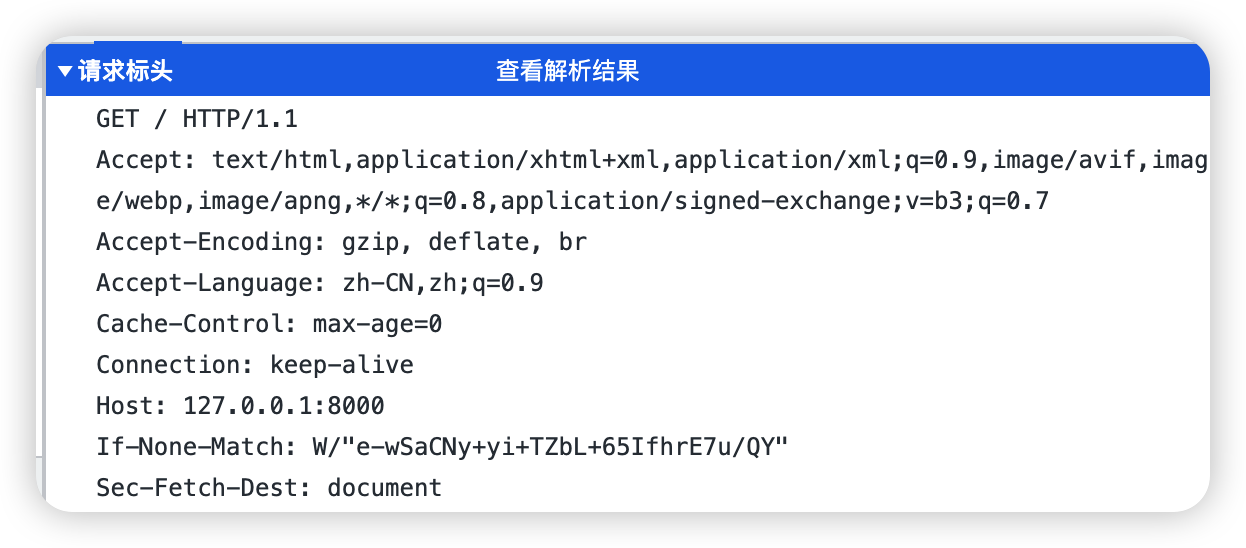 ▼请求标头 查看解析结果
GET / HTTP/1.1
Accept: text/html,application/xhtml+xml,application/xml;q=0.9,image/avif,imag
e/webp,image/apng,*/*;q=0.8,application/signed-exchange;v=b3;q=0.7
Accept-Encoding: gzip, deflate, br
Accept-Language: zh-CN,zh;q=0.9
Cache-Control: max-age=0
Connection: keep-alive
Host: 127.0.0.1:8000
If-None-Match: W/"e-wSaCNy+yi+TZbL+65IfhrE7u/QY"
Sec-Fetch-Dest: document